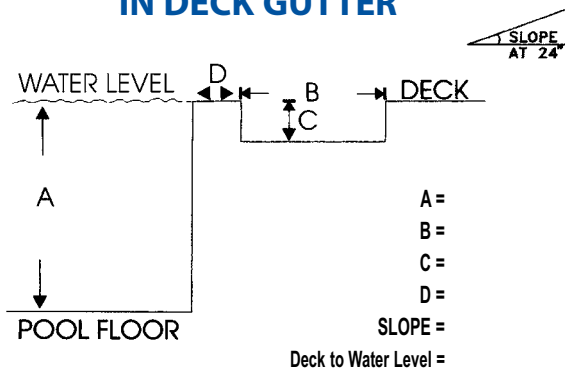 IN DECK GUTTER
SLOPE
AT 24"
WATER LEVEL
D
B
DECK
C
A
A =
B =
C =
D =
POOL FLOOR
SLOPE =
Deck to Water Level =